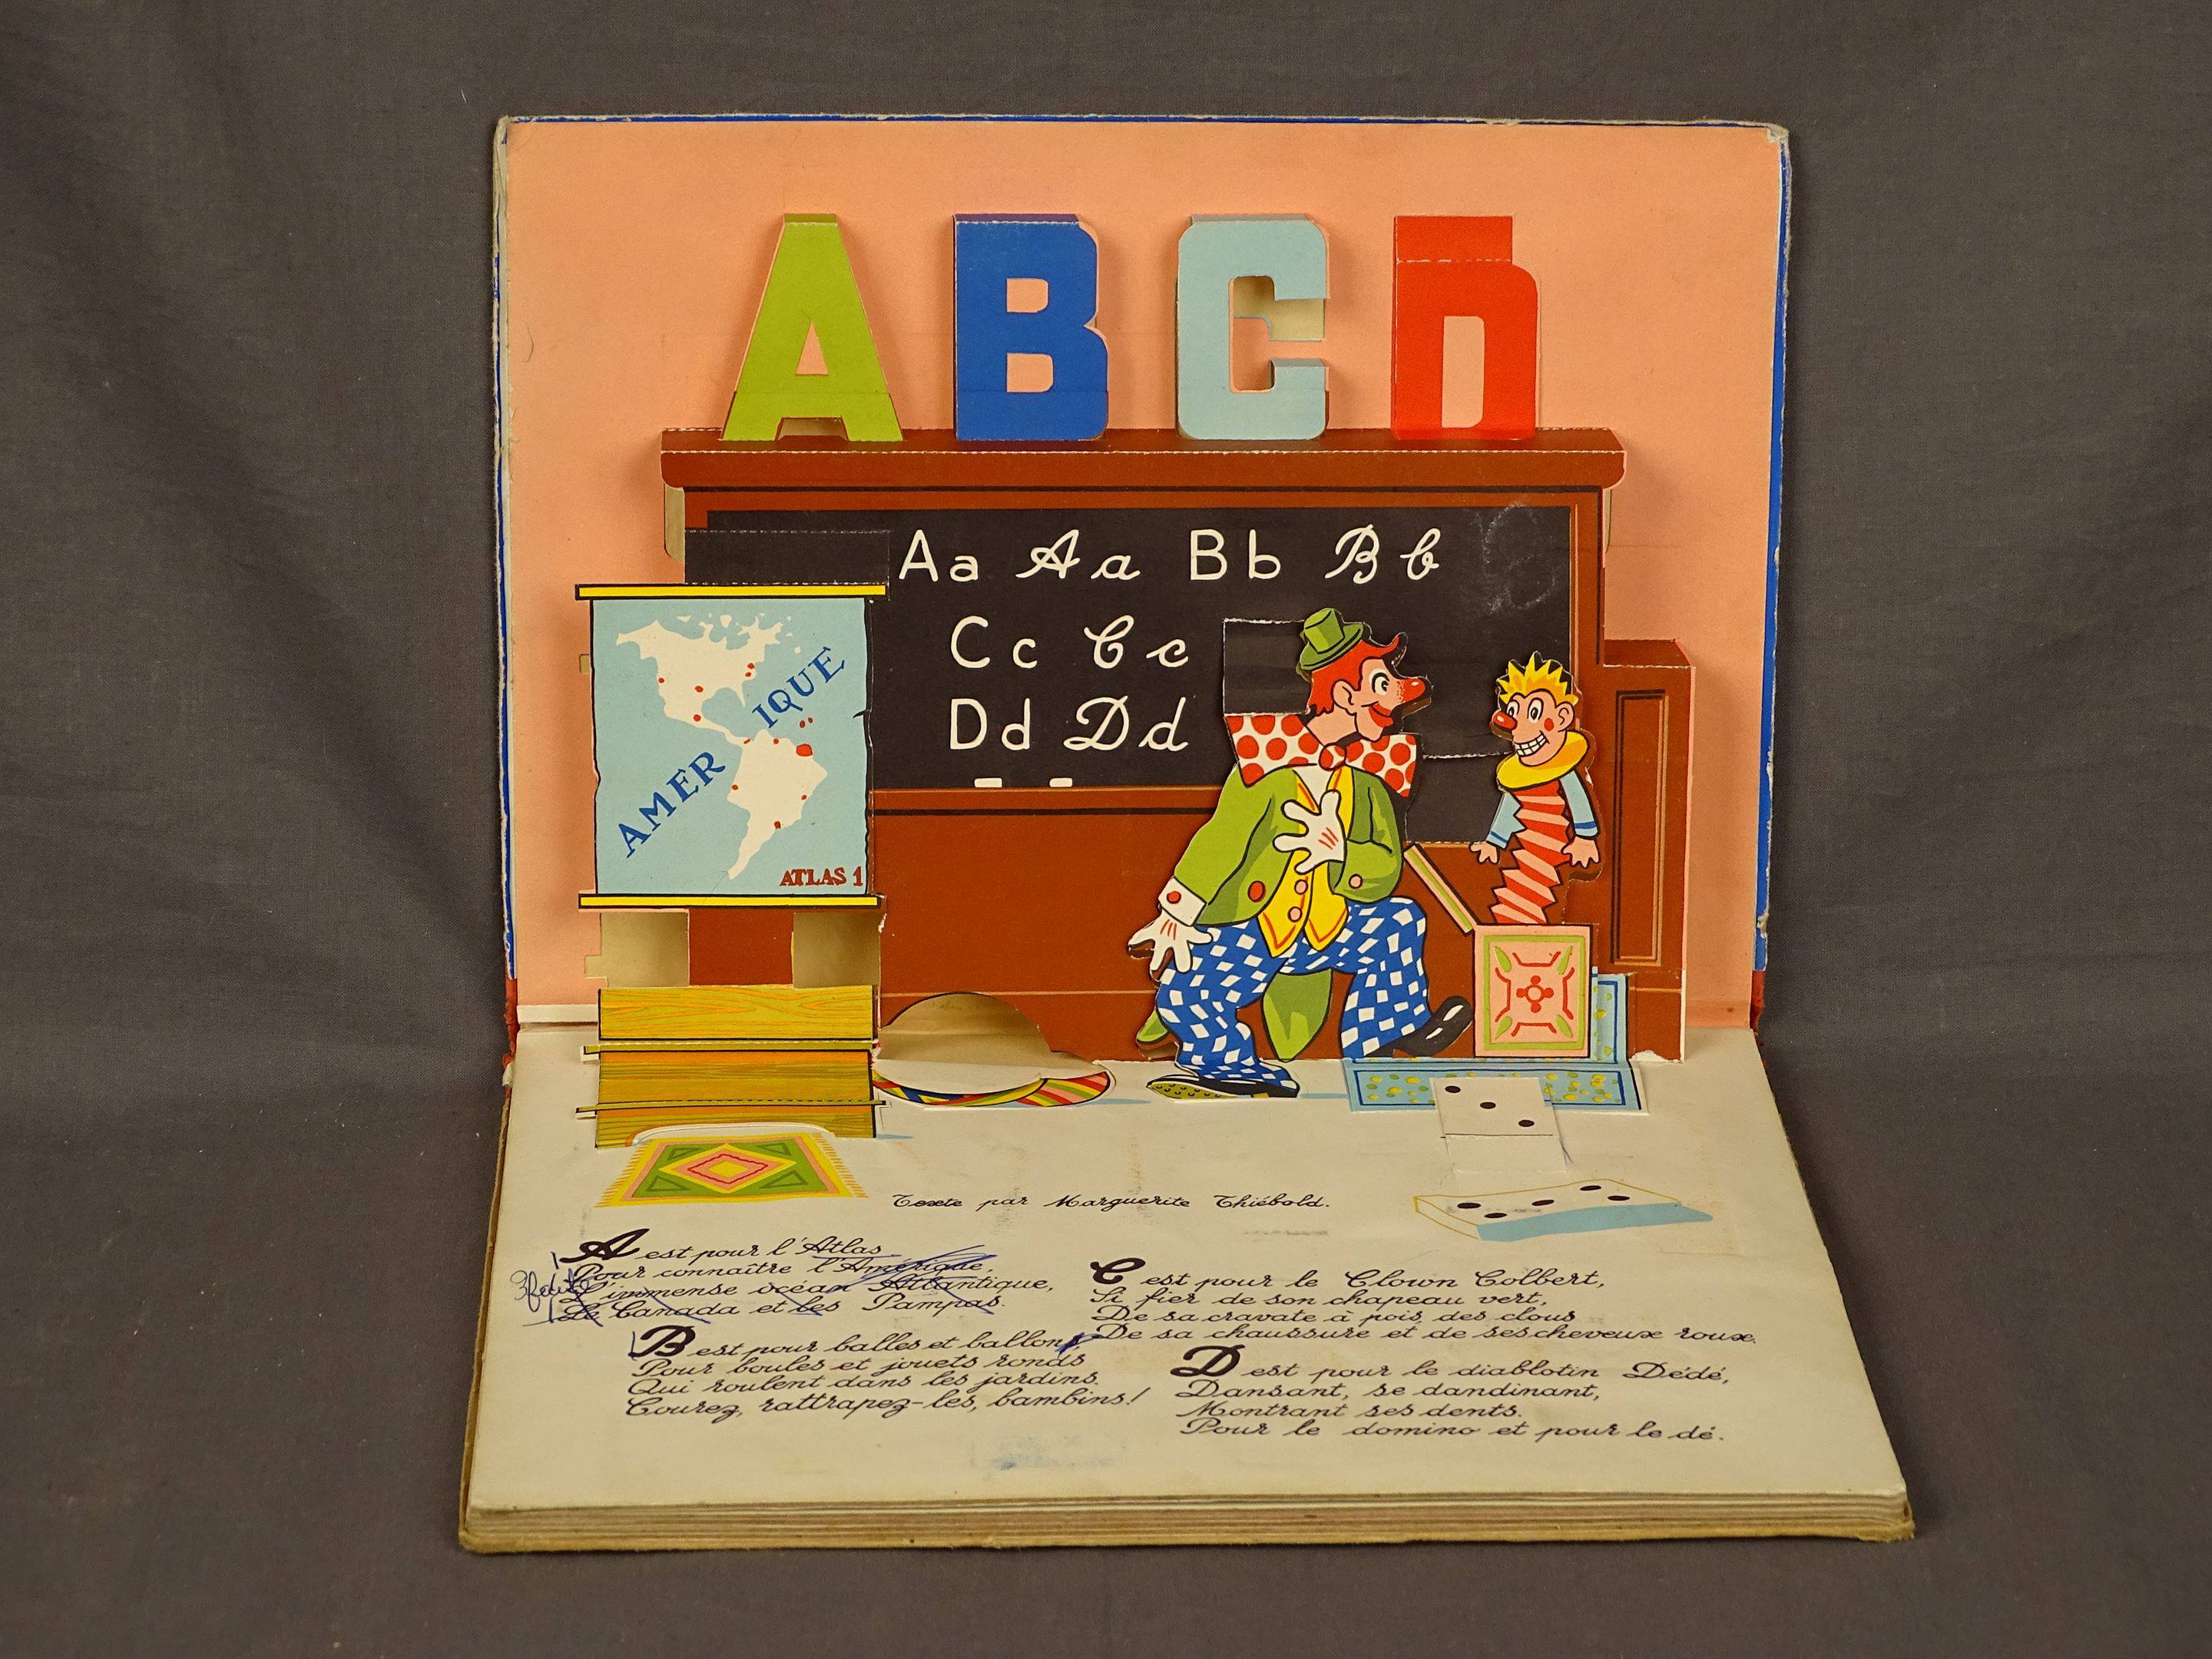 A B C D
Aa Aa Bb Bb
Cc Cc
Dd Dd
AMERIQUE
ATLAS 1
Texte par Marguerite Thiébold.
A est pour l'Atlas
Pour connaître l'Amérique,
L'immense océan Atlantique,
Le Canada et les Pampas.
B est pour balles et ballons,
Pour boules et jouets ronds
Qui roulent dans les jardins.
Courez, rattrapez-les, bambins!
C est pour le Clown Colbert,
Si fier de son chapeau vert,
De sa cravate à pois des clous
De sa chaussure et de ses cheveux roux.
D est pour le diablotin Dédé,
Dansant, se dandinant,
Montrant ses dents.
Pour le domino et pour le dé.